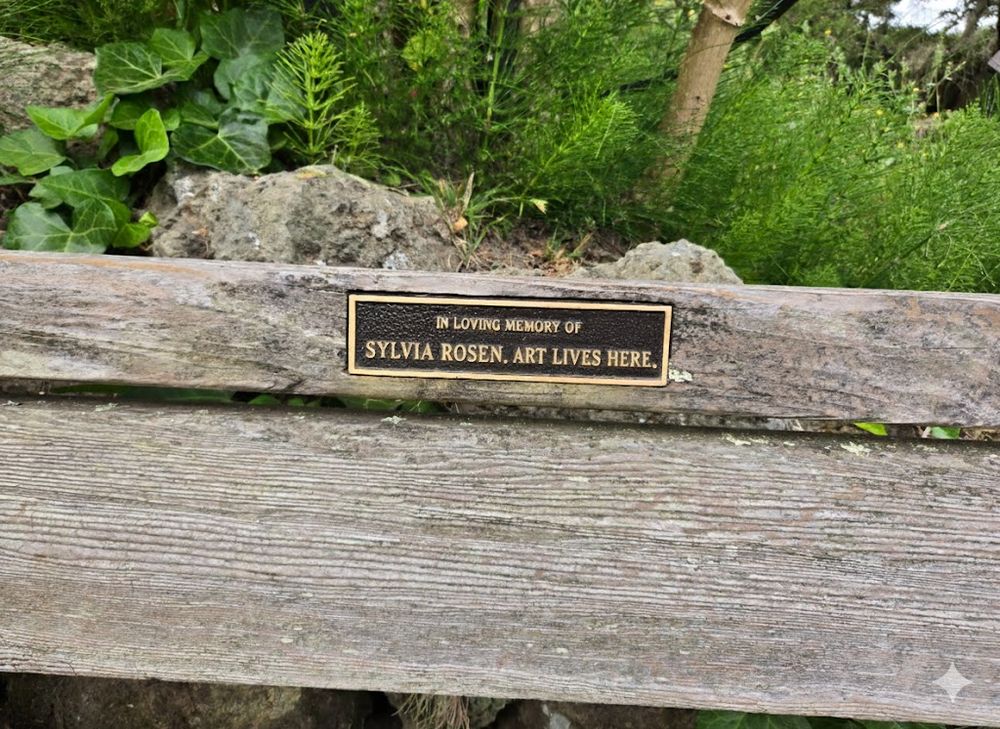 IN LOVING MEMORY OF
SYLVIA ROSEN. ART LIVES HERE.